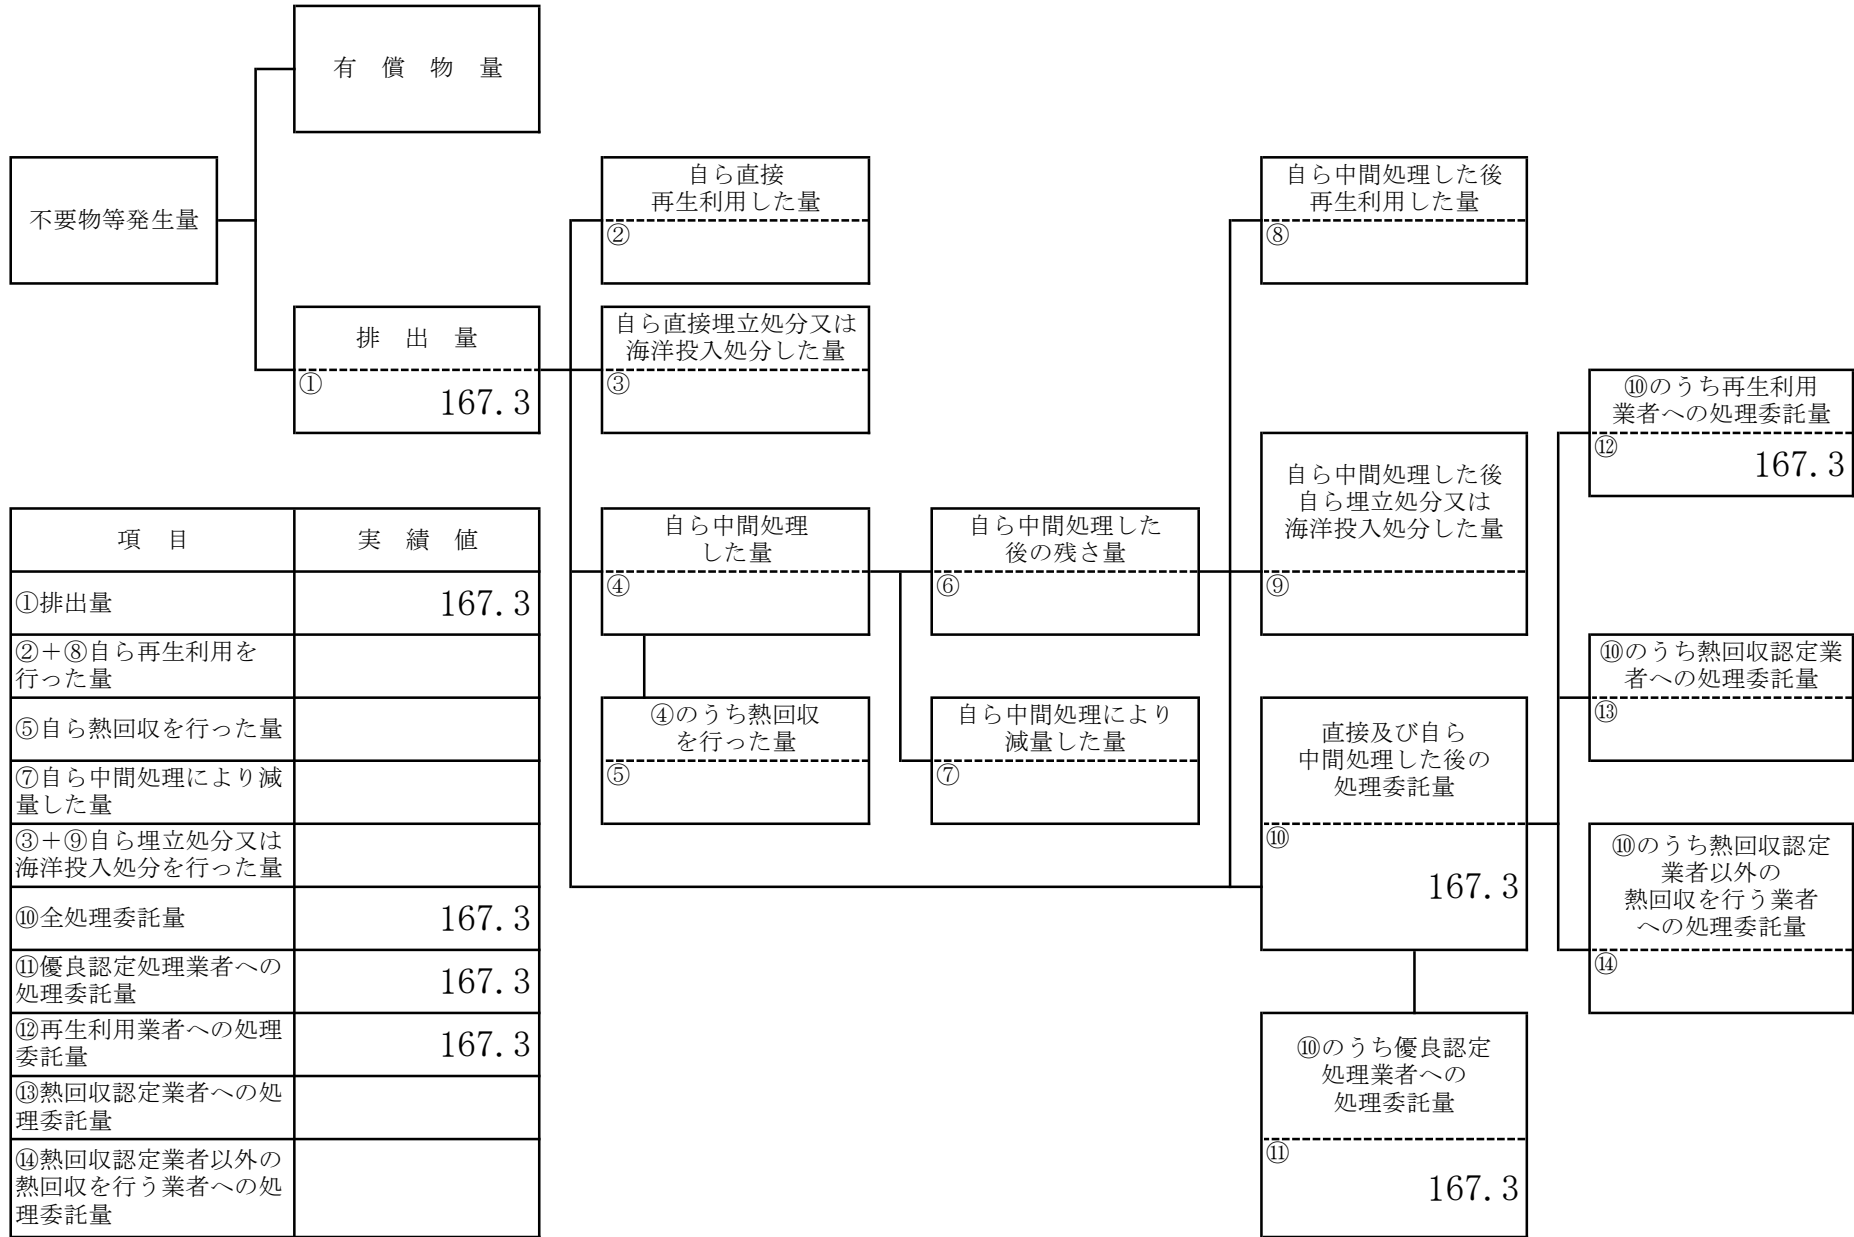 有 償 物 量
不要物等発生量
排 出 量
①
167.3
自ら直接
再生利用した量
②
自ら直接埋立処分又は
海洋投入処分した量
③
自ら中間処理
した量
④
④のうち熱回収
を行った量
⑤
自ら中間処理した
後の残さ量
⑥
自ら中間処理により
減量した量
⑦
自ら中間処理した後
再生利用した量
⑧
自ら中間処理した後
自ら埋立処分又は
海洋投入処分した量
⑨
直接及び自ら
中間処理した後の
処理委託量
⑩
167.3
⑩のうち優良認定
処理業者への
処理委託量
⑪
167.3
⑩のうち再生利用
業者への処理委託量
⑫
167.3
⑩のうち熱回収認定業
者への処理委託量
⑬
⑩のうち熱回収認定
業者以外の
熱回収を行う業者
への処理委託量
⑭
項 目 実 績 値
①排出量 167.3
②＋⑧自ら再生利用を
行った量
⑤自ら熱回収を行った量
⑦自ら中間処理により減
量した量
③＋⑨自ら埋立処分又は
海洋投入処分を行った量
⑩全処理委託量 167.3
⑪優良認定処理業者への
処理委託量 167.3
⑫再生利用業者への処理
委託量 167.3
⑬熱回収認定業者への処
理委託量
⑭熱回収認定業者以外の
熱回収を行う業者への処
理委託量